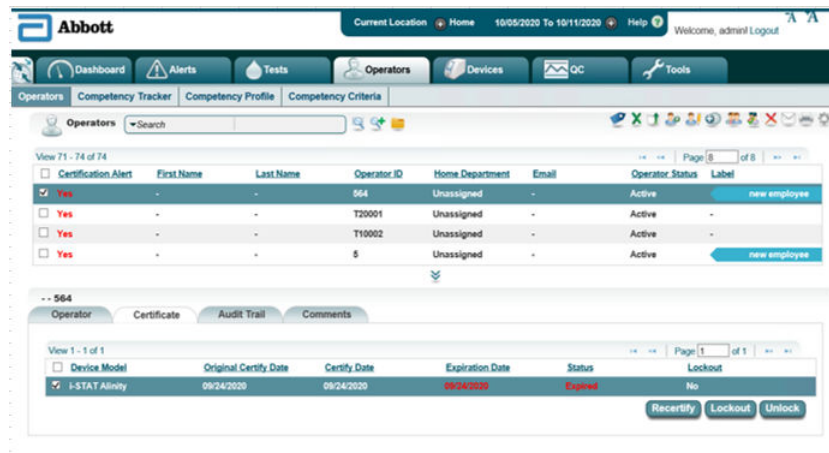 Abbott
Current Location Home 10/05/2020 To 10/11/2020 Help ?
Welcome, admin! Logout A A
Dashboard Alerts Tests Operators Devices QC Tools
Operators Competency Tracker Competency Profile Competency Criteria
Operators Search
View 71 - 74 of 74 Page 8 of 8
Certification Alert First Name Last Name Operator ID Home Department Email Operator Status Label
Yes - - 564 Unassigned - Active new employee
Yes - - T20001 Unassigned - Active -
Yes - - T10002 Unassigned - Active -
Yes - - 5 Unassigned - Active new employee
- - 564
Operator Certificate Audit Trail Comments
View 1 - 1 of 1 Page 1 of 1
Device Model Original Certify Date Certify Date Expiration Date Status Lockout
i-STAT Alinity 09/24/2020 09/24/2020 09/24/2020 Expired No
Recertify Lockout Unlock